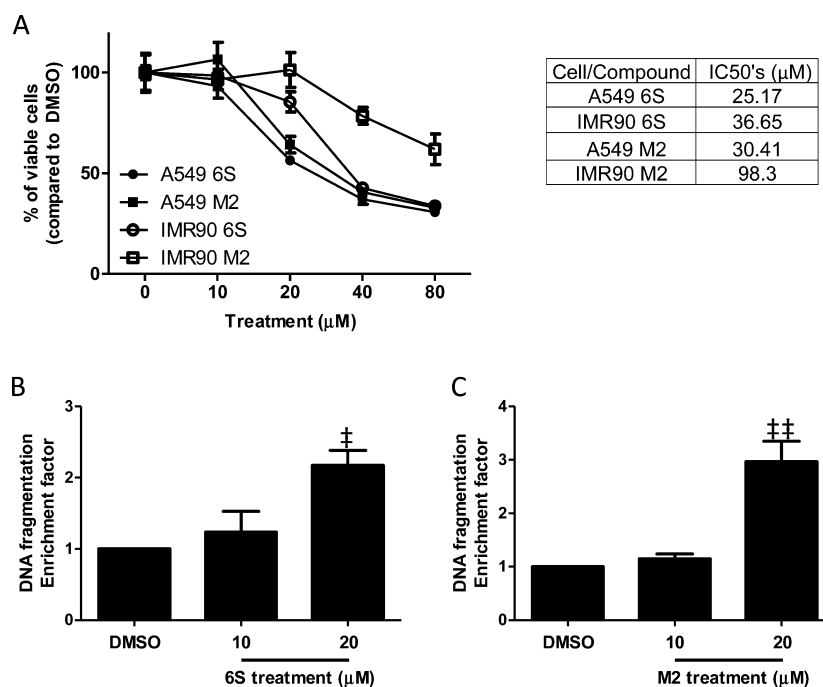 A
% of viable cells
(compared to DMSO)
100
50
0
A549 6S
A549 M2
IMR90 6S
IMR90 M2
0 10 20 40 80
Treatment (μM)
Cell/Compound IC50's (μM)
A549 6S 25.17
IMR90 6S 36.65
A549 M2 30.41
IMR90 M2 98.3
B
DNA fragmentation
Enrichment factor
3
2
1
0
‡
DMSO 10 20
6S treatment (μM)
C
DNA fragmentation
Enrichment factor
4
3
2
1
0
‡‡
DMSO 10 20
M2 treatment (μM)